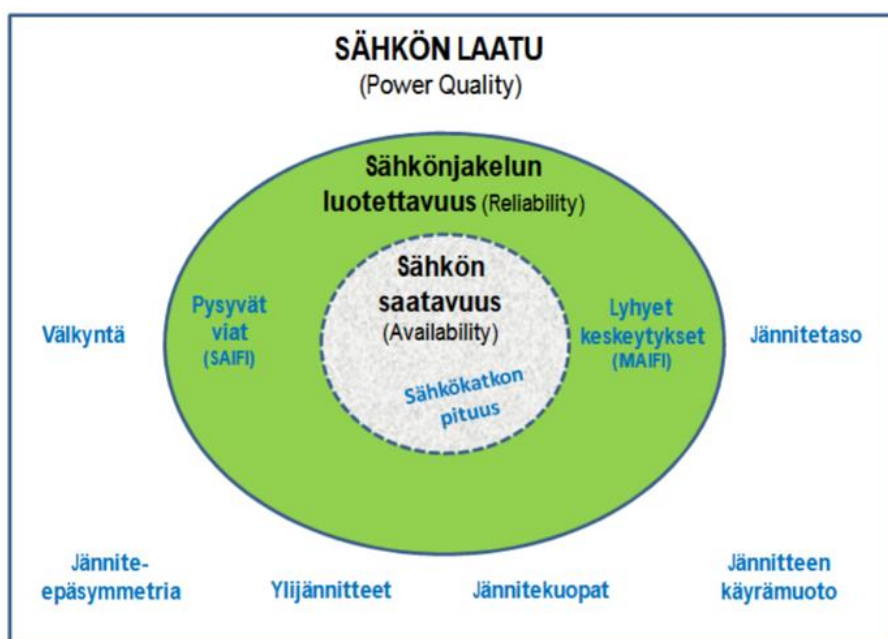 SÄHKÖN LAATU
(Power Quality)
Sähkönjakelun
luotettavuus (Reliability)
Sähkön
saatavuus
(Availability)
Sähkökatkon
pituus
Pysyvät
viat
(SAIFI)
Lyhyet
keskeytykset
(MAIFI)
Välkyntä
Jännitetaso
Jännite-
epäsymmetria
Ylijännitteet
Jännitekuopat
Jännitteen
käyrämuoto